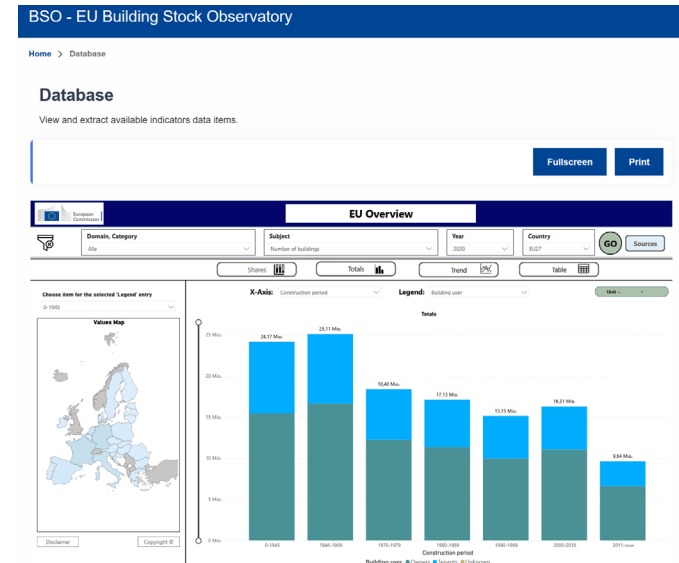 BSO - EU Building Stock Observatory
Home > Database
Database
View and extract available indicators data items.
Fullscreen Print
European Commission
EU Overview
Domain, Category
Alle
Subject
Number of buildings
Year
2020
Country
EU27
GO
Sources
Shares Totals Trend Table
Choose item for the selected 'Legend' entry
0-1945
X-Axis: Construction period Legend: Building user
Unit - -
Values Map
Totals
25 Mio.
20 Mio.
15 Mio.
10 Mio.
5 Mio.
0 Mio.
24,17 Mio.
25,11 Mio.
18,40 Mio.
17,13 Mio.
15,15 Mio.
16,31 Mio.
9,64 Mio.
0-1945 1946-1969 1970-1979 1980-1989 1990-1999 2000-2010 2011-now
Construction period
Building user Owners Tenants Unknown
Disclaimer Copyright ©